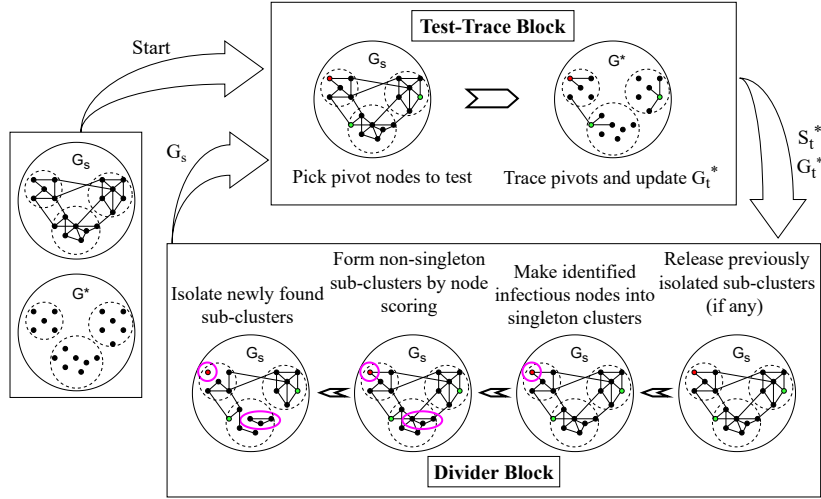 Start
Test-Trace Block
G_s
G*
Pick pivot nodes to test
Trace pivots and update G_t^*
G_s
S_t^*
G_t^*
G_s
G*
Isolate newly found
sub-clusters
Form non-singleton
sub-clusters by node
scoring
Make identified
infectious nodes into
singleton clusters
Release previously
isolated sub-clusters
(if any)
G_s
G_s
G_s
G_s
Divider Block